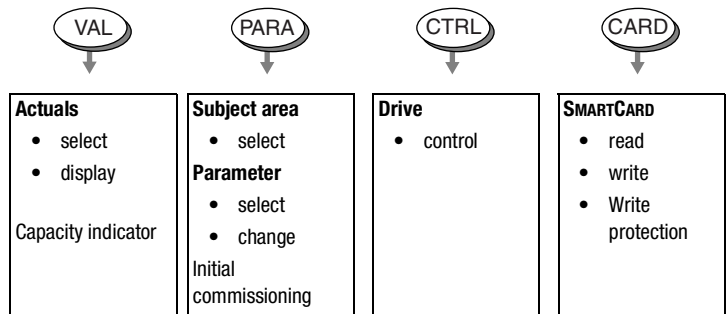 VAL
PARA
CTRL
CARD
Actuals
• select
• display
Capacity indicator
Subject area
• select
Parameter
• select
• change
Initial
commissioning
Drive
• control
SMARTCARD
• read
• write
• Write
protection